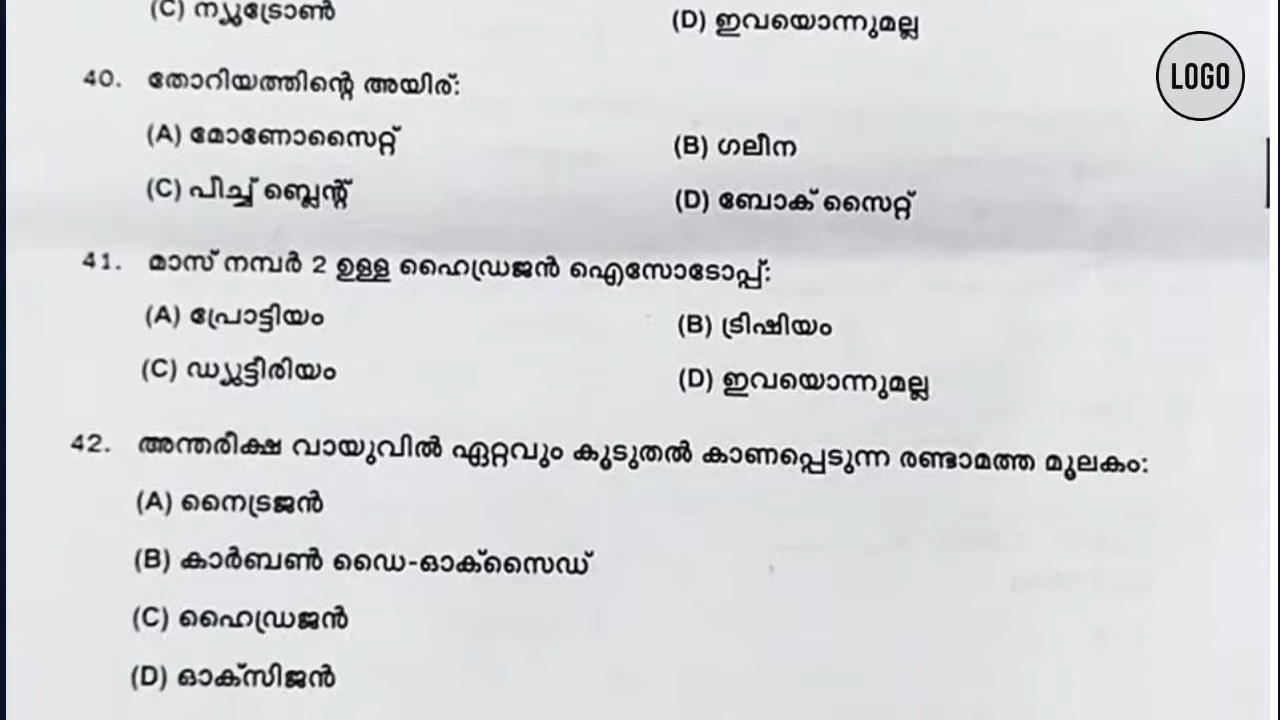 (C) ന്യൂട്രോൺ (D) ഇവയൊന്നുമല്ല
LOGO
40. തോറിയത്തിന്റെ അയിര്:
(A) മോണോസൈറ്റ് (B) ഗലീന
(C) പിച്ച് ബ്ലെന്റ് (D) ബോക് സൈറ്റ്
41. മാസ് നമ്പർ 2 ഉള്ള ഹൈഡ്രജൻ ഐസോടോപ്പ്:
(A) പ്രോട്ടിയം (B) ട്രിഷിയം
(C) ഡ്യൂട്ടീരിയം (D) ഇവയൊന്നുമല്ല
42. അന്തരീക്ഷ വായുവിൽ ഏറ്റവും കൂടുതൽ കാണപ്പെടുന്ന രണ്ടാമത്തെ മൂലകം:
(A) നൈട്രജൻ
(B) കാർബൺ ഡൈ-ഓക്സൈഡ്
(C) ഹൈഡ്രജൻ
(D) ഓക്സിജൻ